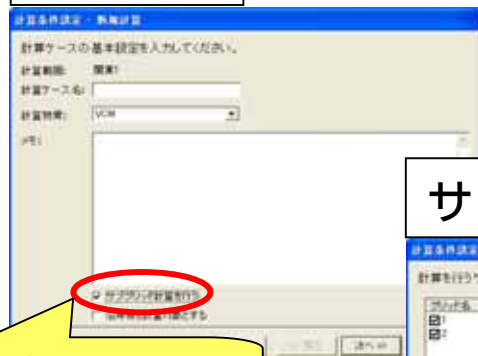 計算条件設定 - 新規計算
計算ケースの基本設定を入力してください。
計算範囲: 関東1
計算ケース名:
計算物質: VCM
メモ:
サブグリッド計算を行う
サ
計算条件設定
計算を行うサ
グリッド名
1
2
次へ